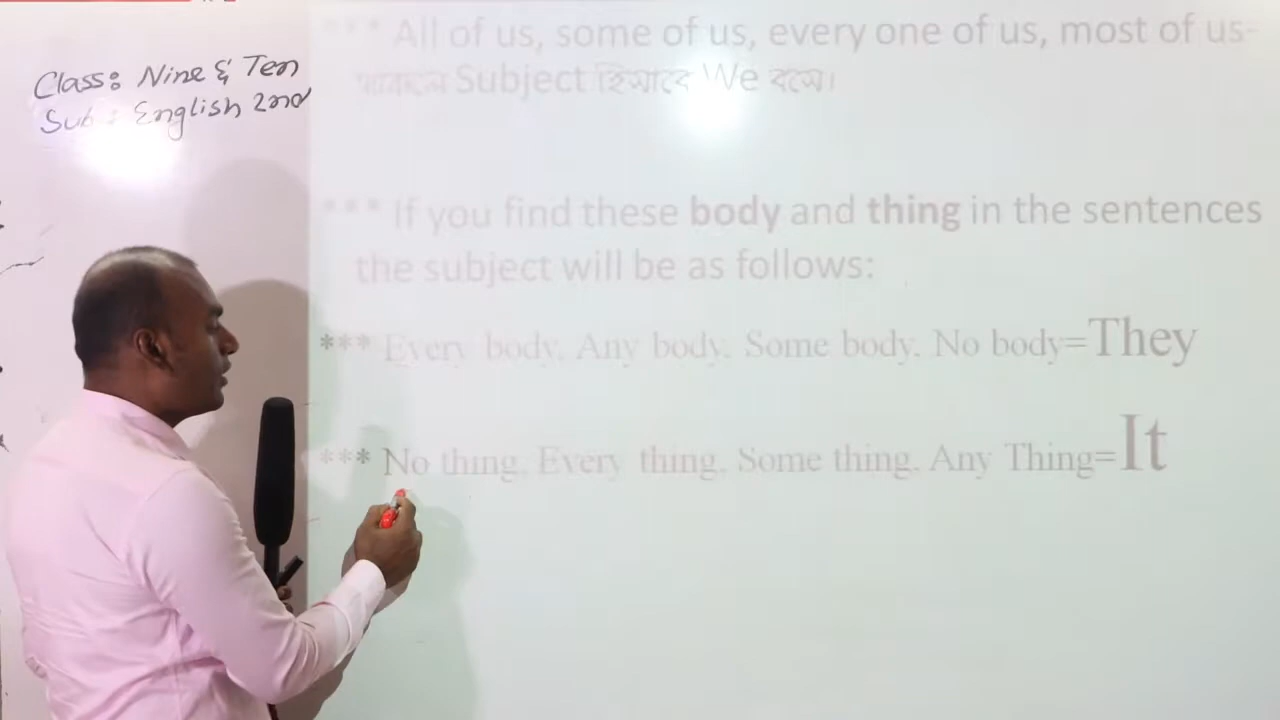 Class: Nine & Ten
Sub: English 2nd
*** All of us, some of us, every one of us, most of us-
থাকলে Subject হিসাবে We বসে।
*** If you find these body and thing in the sentences
the subject will be as follows:
*** Every body, Any body, Some body, No body=They
*** No thing, Every thing, Some thing, Any Thing=It